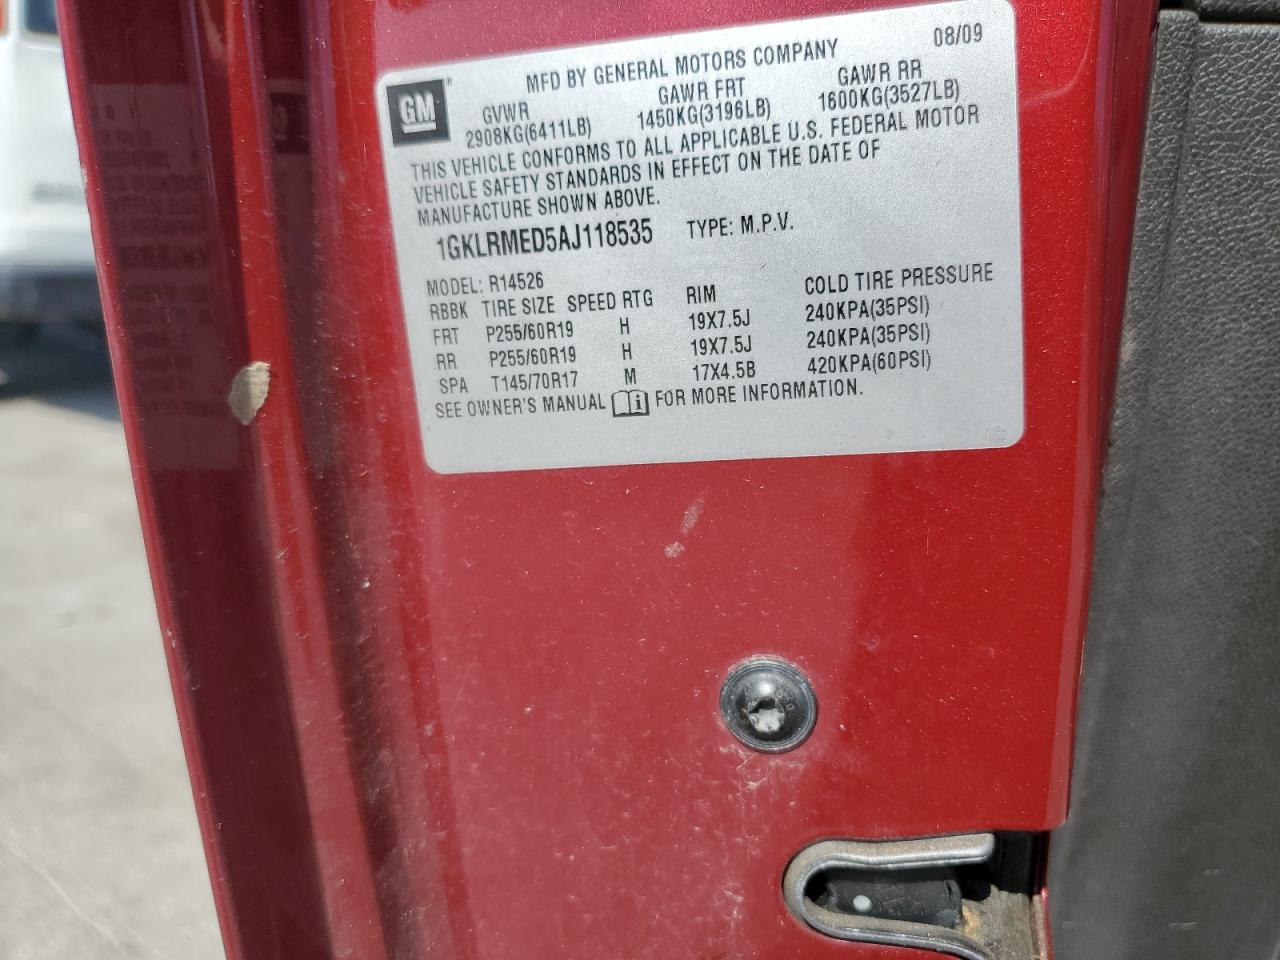 MFD BY GENERAL MOTORS COMPANY 08/09
GM®
GVWR GAWR FRT GAWR RR
2908KG(6411LB) 1450KG(3196LB) 1600KG(3527LB)
THIS VEHICLE CONFORMS TO ALL APPLICABLE U.S. FEDERAL MOTOR
VEHICLE SAFETY STANDARDS IN EFFECT ON THE DATE OF
MANUFACTURE SHOWN ABOVE.
1GKLRMED5AJ118535 TYPE: M.P.V.
MODEL: R14526
RBBK TIRE SIZE SPEED RTG RIM COLD TIRE PRESSURE
FRT P255/60R19 H 19X7.5J 240KPA(35PSI)
RR P255/60R19 H 19X7.5J 240KPA(35PSI)
SPA T145/70R17 M 17X4.5B 420KPA(60PSI)
SEE OWNER'S MANUAL i FOR MORE INFORMATION.